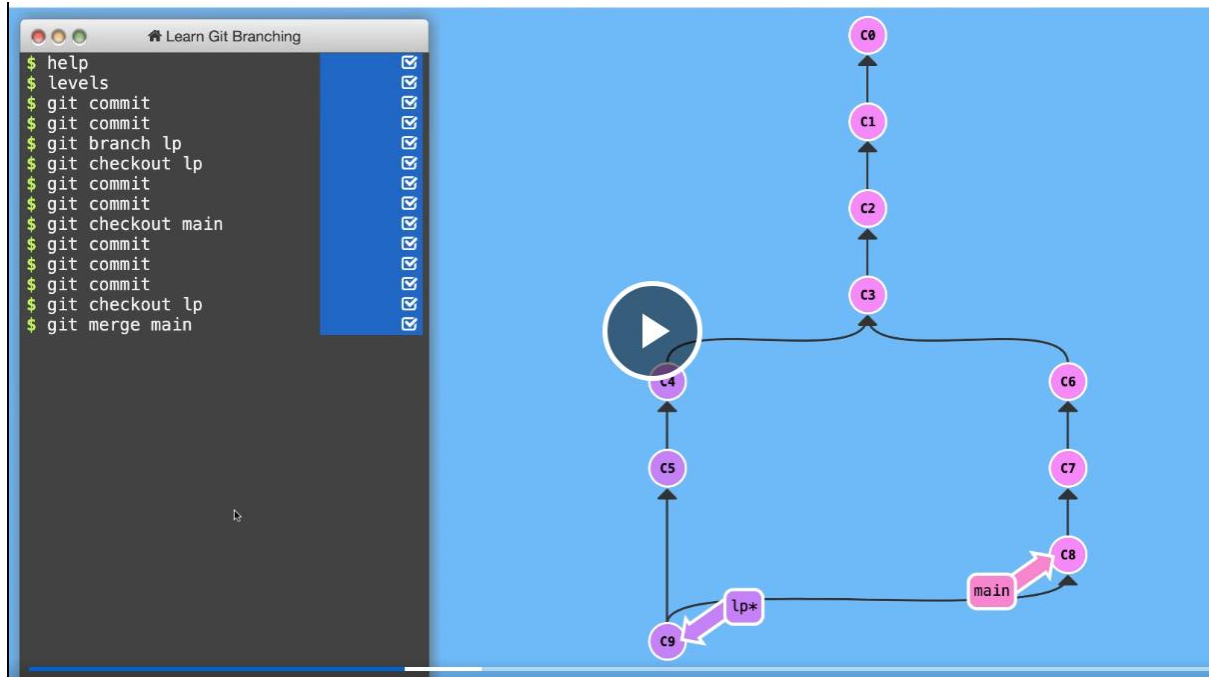 Learn Git Branching
$ help
$ levels
$ git commit
$ git commit
$ git branch lp
$ git checkout lp
$ git commit
$ git commit
$ git checkout main
$ git commit
$ git commit
$ git commit
$ git checkout lp
$ git merge main
C0
C1
C2
C3
C4
C6
C5
C7
C8
main
lp*
C9